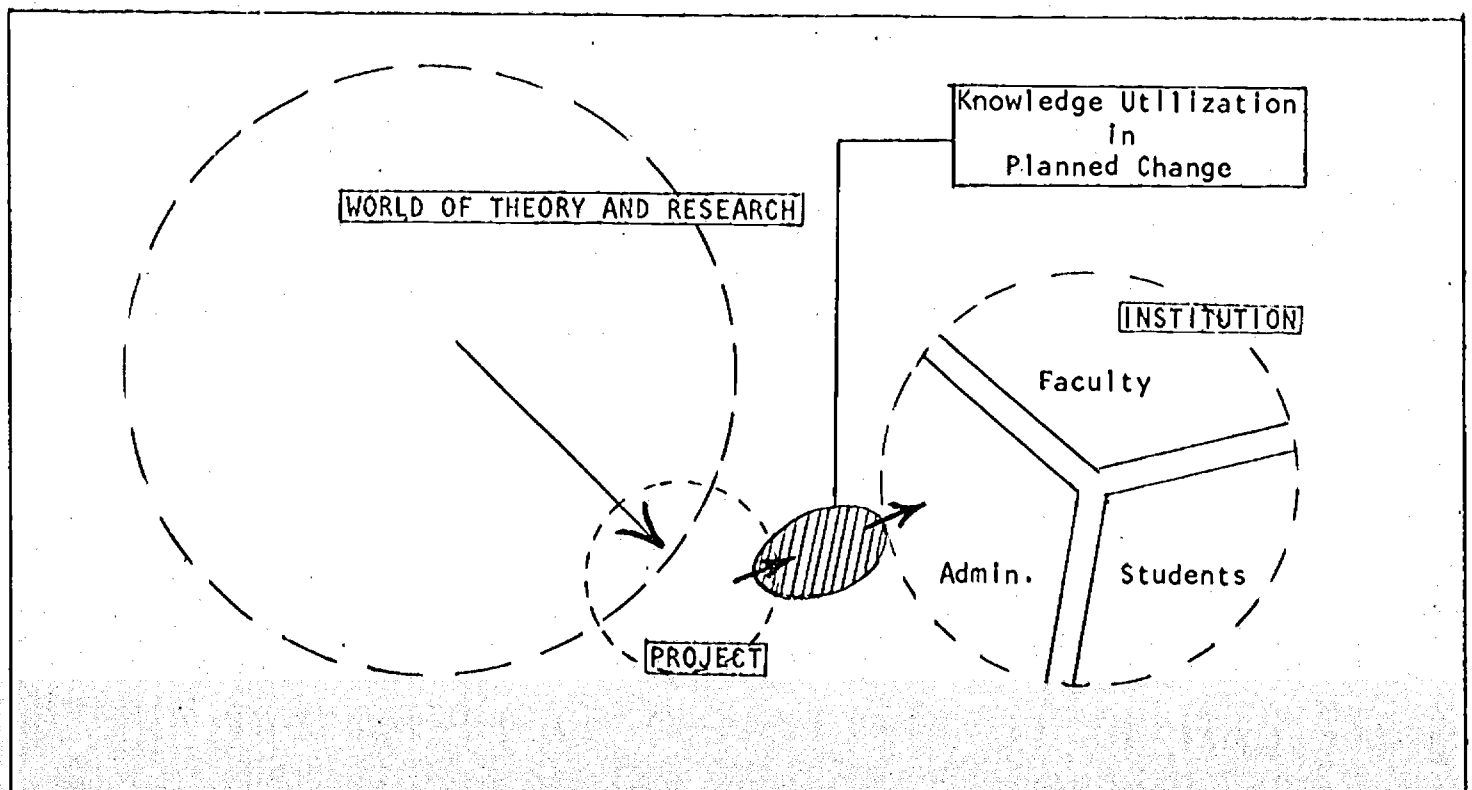 Knowledge Utilization
in
Planned Change
WORLD OF THEORY AND RESEARCH
INSTITUTION
Faculty
Admin.
Students
PROJECT